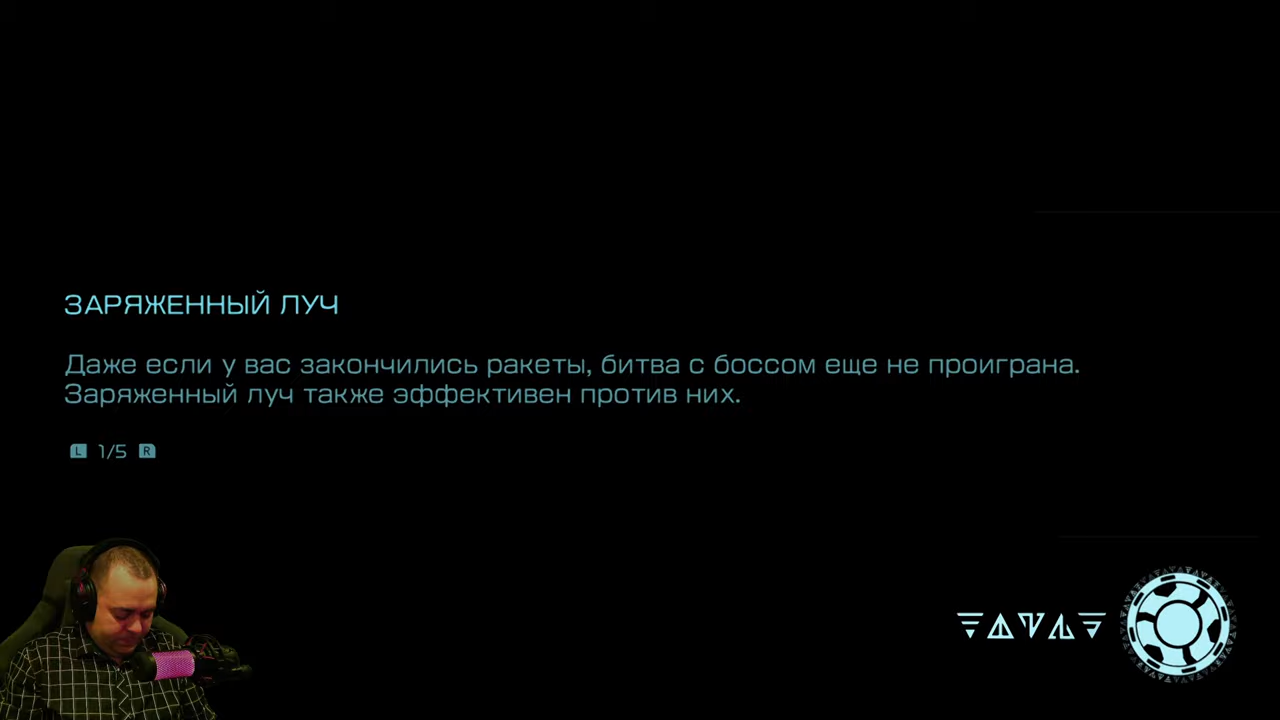 ЗАРЯЖЕННЫЙ ЛУЧ
Даже если у вас закончились ракеты, битва с боссом еще не проиграна.
Заряженный луч также эффективен против них.
L 1/5 R